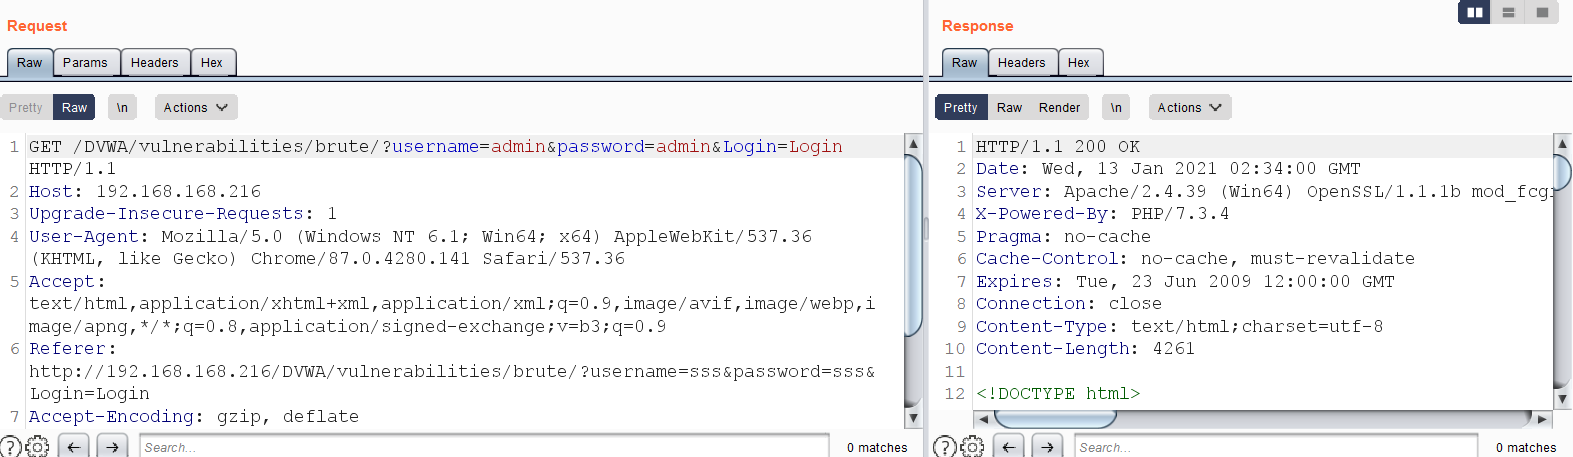 Request
Raw Params Headers Hex
Pretty Raw \n Actions
1 GET /DVWA/vulnerabilities/brute/?username=admin&password=admin&Login=Login
HTTP/1.1
2 Host: 192.168.168.216
3 Upgrade-Insecure-Requests: 1
4 User-Agent: Mozilla/5.0 (Windows NT 6.1; Win64; x64) AppleWebKit/537.36
(KHTML, like Gecko) Chrome/87.0.4280.141 Safari/537.36
5 Accept:
text/html,application/xhtml+xml,application/xml;q=0.9,image/avif,image/webp,i
mage/apng,*/*;q=0.8,application/signed-exchange;v=b3;q=0.9
6 Referer:
http://192.168.168.216/DVWA/vulnerabilities/brute/?username=sss&password=sss&
Login=Login
7 Accept-Encoding: gzip, deflate
? Search... 0 matches
Response
Raw Headers Hex
Pretty Raw Render \n Actions
1 HTTP/1.1 200 OK
2 Date: Wed, 13 Jan 2021 02:34:00 GMT
3 Server: Apache/2.4.39 (Win64) OpenSSL/1.1.1b mod_fcg
4 X-Powered-By: PHP/7.3.4
5 Pragma: no-cache
6 Cache-Control: no-cache, must-revalidate
7 Expires: Tue, 23 Jun 2009 12:00:00 GMT
8 Connection: close
9 Content-Type: text/html;charset=utf-8
10 Content-Length: 4261
11
12 <!DOCTYPE html>
? Search... 0 matches